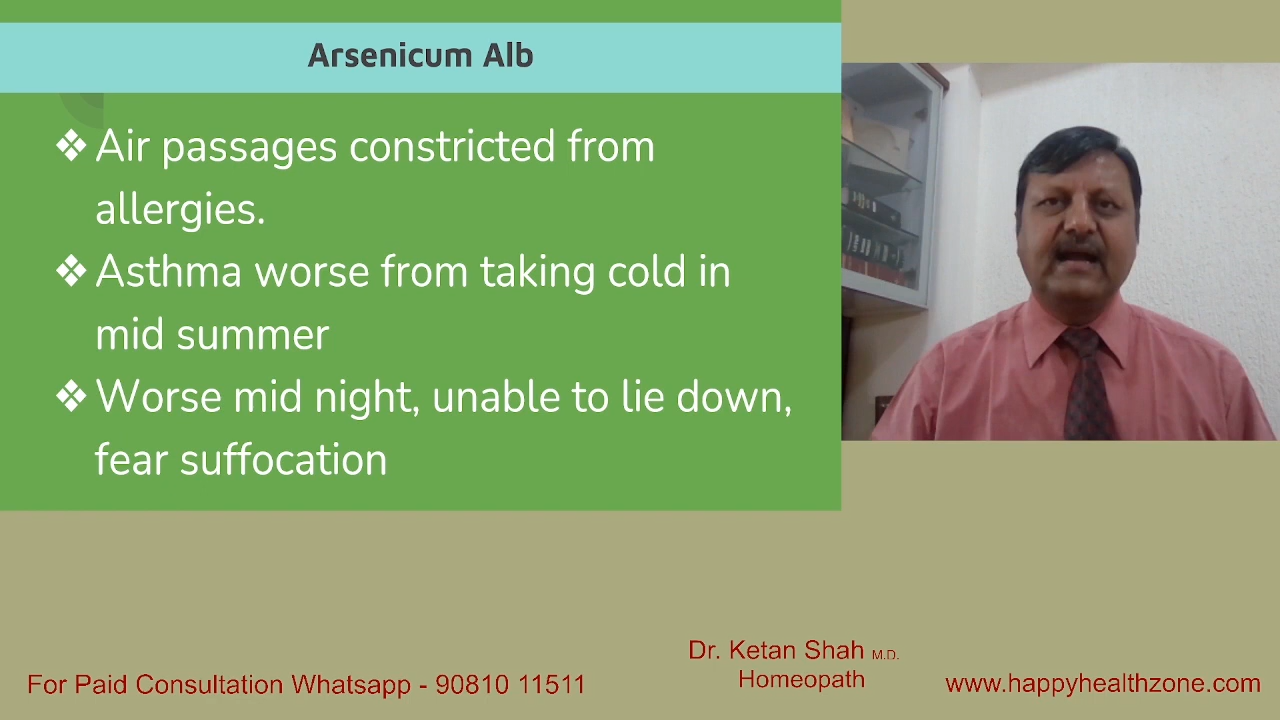 Arsenicum Alb
❖Air passages constricted from
allergies.
❖Asthma worse from taking cold in
mid summer
❖Worse mid night, unable to lie down,
fear suffocation
Dr. Ketan Shah M.D.
Homeopath
For Paid Consultation Whatsapp - 90810 11511
www.happyhealthzone.com